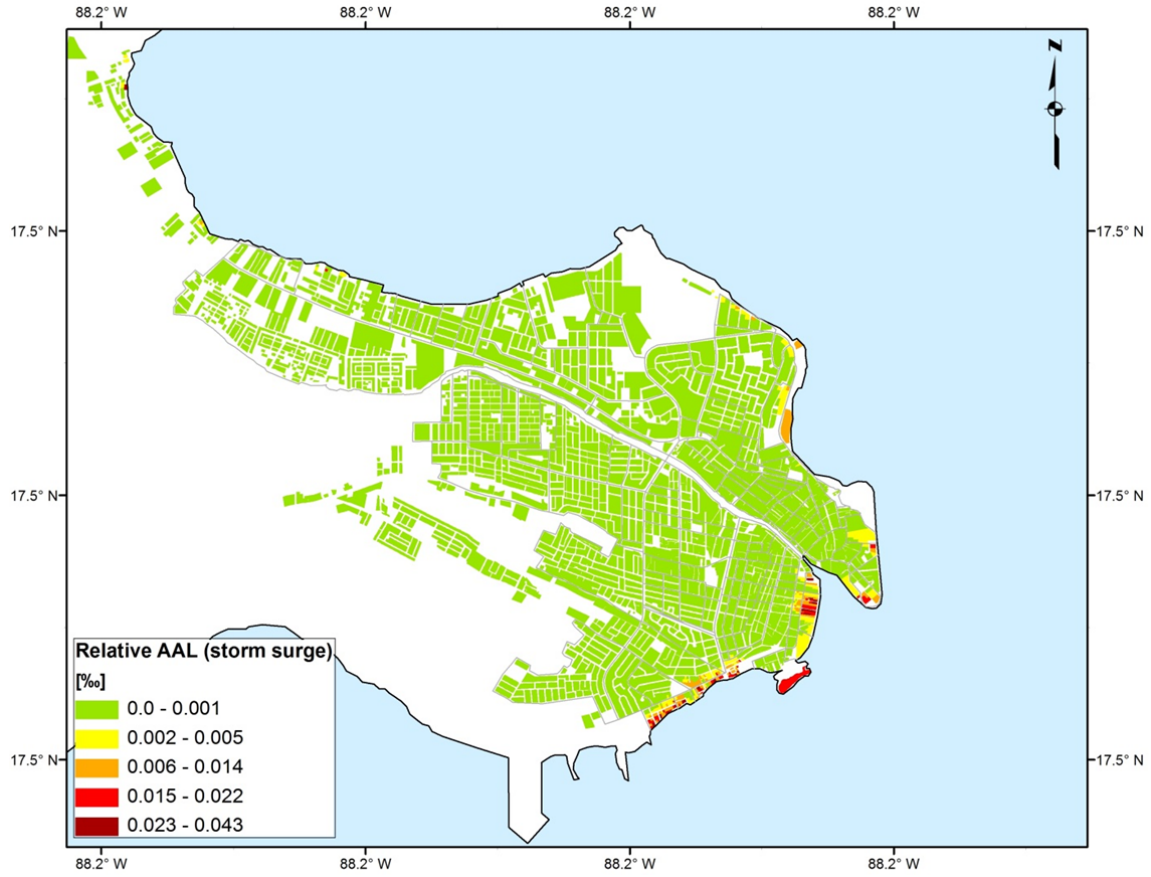 88.2° W 88.2° W 88.2° W 88.2° W
N
17.5° N 17.5° N
17.5° N 17.5° N
Relative AAL (storm surge)
[‰]
0.0 - 0.001
0.002 - 0.005
17.5° N 17.5° N
0.006 - 0.014
0.015 - 0.022
0.023 - 0.043
88.2° W 88.2° W 88.2° W 88.2° W